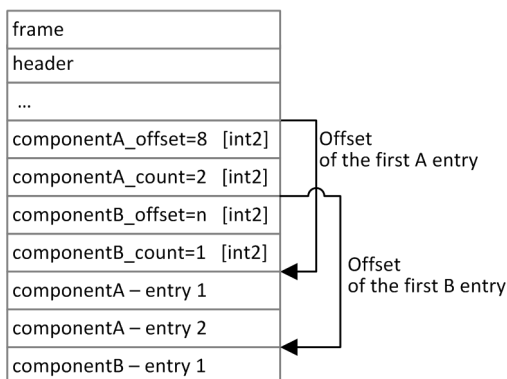 frame
header
...
componentA_offset=8 [int2]
componentA_count=2 [int2]
componentB_offset=n [int2]
componentB_count=1 [int2]
componentA – entry 1
componentA – entry 2
componentB – entry 1
Offset
of the first A entry
Offset
of the first B entry